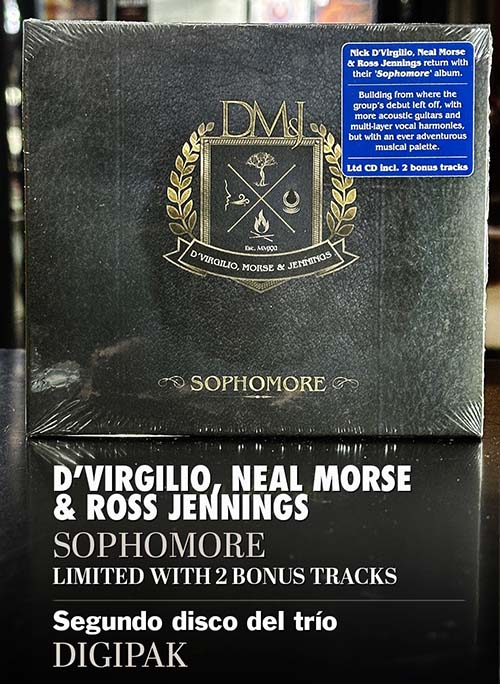 Nick D'Virgilio, Neal Morse
& Ross Jennings return with
their 'Sophomore' album.
Building from where the
group's debut left off, with
more acoustic guitars and
multi-layer vocal harmonies,
but with an ever adventurous
musical palette.
Ltd CD incl. 2 bonus tracks
DM&J
Est. MMXXI
D'VIRGILIO, MORSE & JENNINGS
SOPHOMORE
D'VIRGILIO, NEAL MORSE
& ROSS JENNINGS
SOPHOMORE
LIMITED WITH 2 BONUS TRACKS
Segundo disco del trío
DIGIPAK